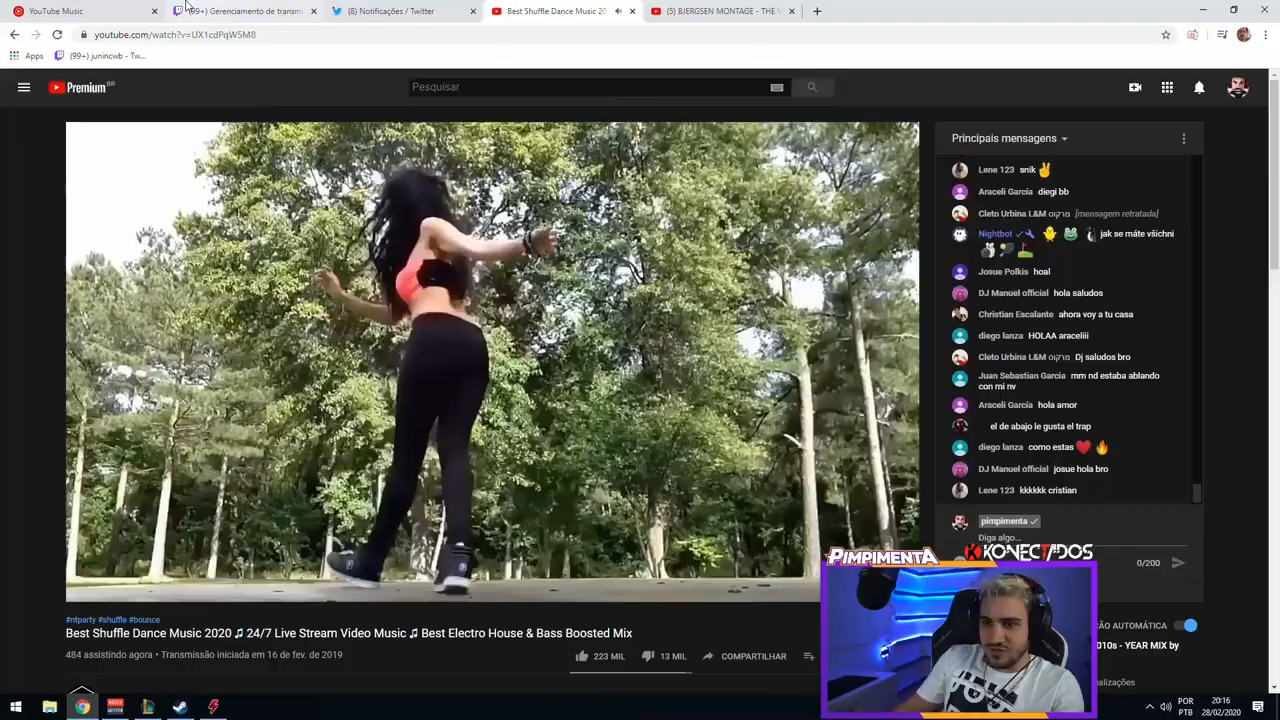 YouTube Music
(99+) Gerenciamento de transm
(8) Notificações / Twitter
Best Shuffle Dance Music 20
(5) BJERGSEN MONTAGE - THE
youtube.com/watch?v=UX1cdPqW5M8
Apps
(99+) junincwb - Tw...
Premium BR
Pesquisar
Principais mensagens
Lene 123 snik
Araceli García diegi bb
Cleto Urbina L&M מרקוס [mensagem retratada]
Nightbot jak se máte všichni
Josue Polkis hoal
DJ Manuel official hola saludos
Christian Escalante ahora voy a tu casa
diego lanza HOLAA araceliii
Cleto Urbina L&M מרקוס Dj saludos bro
Juan Sebastian Garcia mm nd estaba ablando
con mi nv
Araceli García hola amor
el de abajo le gusta el trap
diego lanza como estas
DJ Manuel official josue hola bro
Lene 123 kkkkkk cristian
pimpimenta
Diga algo...
0/200
PIMPIMENTA
KONECTADOS
#ntparty #shuffle #bounce
Best Shuffle Dance Music 2020 ♫ 24/7 Live Stream Video Music ♫ Best Electro House & Bass Boosted Mix
484 assistindo agora • Transmissão iniciada em 16 de fev. de 2019
223 MIL
13 MIL
COMPARTILHAR
ÇÃO AUTOMÁTICA
010s - YEAR MIX by
alizações
POR
PTB
20:16
28/02/2020